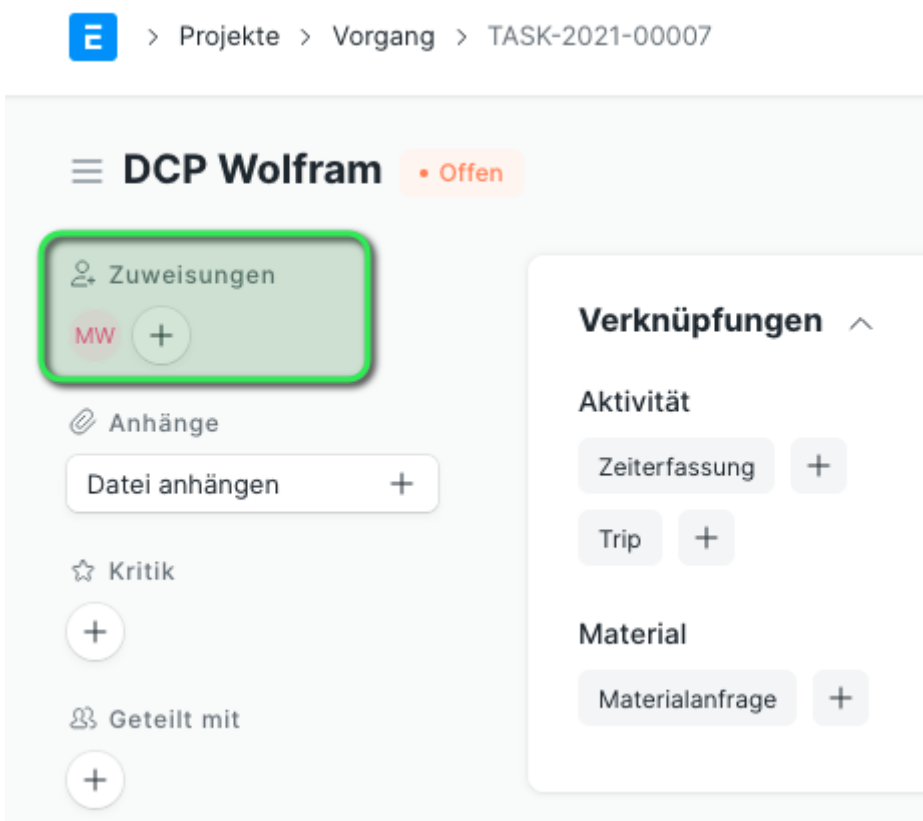 E > Projekte > Vorgang > TASK-2021-00007
DCP Wolfram • Offen
Zuweisungen
MW +
Anhänge
Datei anhängen +
Kritik
+
Geteilt mit
+
Verknüpfungen
Aktivität
Zeiterfassung +
Trip +
Material
Materialanfrage +